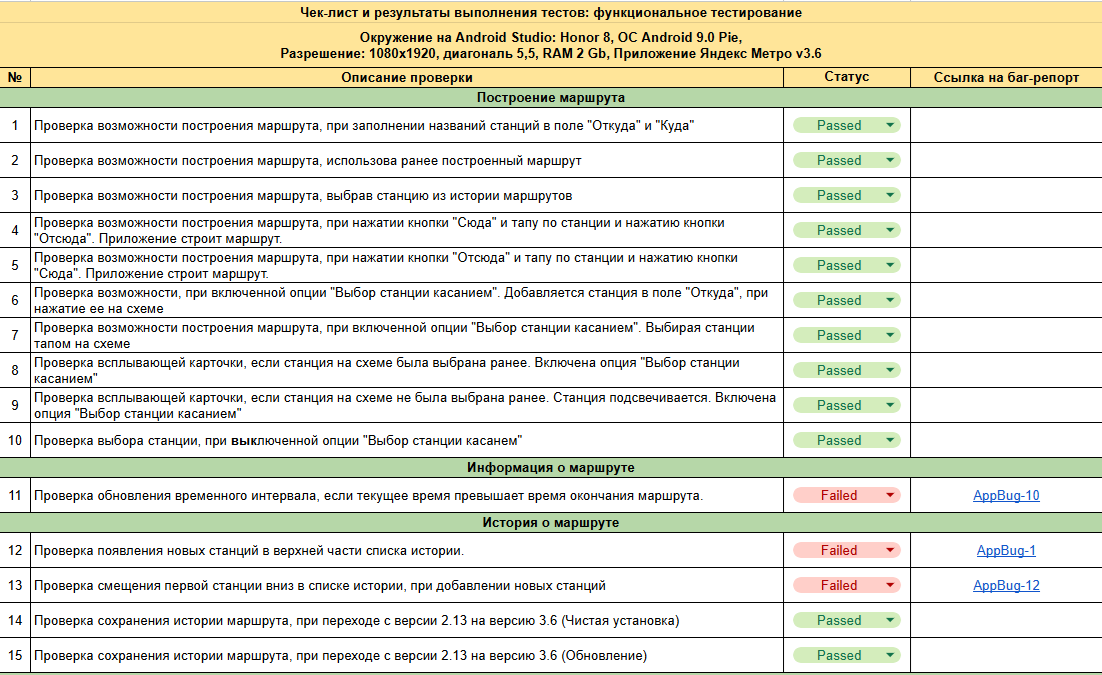 Чек-лист и результаты выполнения тестов: функциональное тестирование
Окружение на Android Studio: Honor 8, ОС Android 9.0 Pie,
Разрешение: 1080x1920, диагональ 5,5, RAM 2 Gb, Приложение Яндекс Метро v3.6
№ Описание проверки Статус Ссылка на баг-репорт
Построение маршрута
1 Проверка возможности построения маршрута, при заполнении названий станций в поле "Откуда" и "Куда" Passed
2 Проверка возможности построения маршрута, использова ранее построенный маршрут Passed
3 Проверка возможности построения маршрута, выбрав станцию из истории маршрутов Passed
4 Проверка возможности построения маршрута, при нажатии кнопки "Сюда" и тапу по станции и нажатию кнопки
"Отсюда". Приложение строит маршрут. Passed
5 Проверка возможности построения маршрута, при нажатии кнопки "Отсюда" и тапу по станции и нажатию кнопки
"Сюда". Приложение строит маршрут. Passed
6 Проверка возможности, при включенной опции "Выбор станции касанием". Добавляется станция в поле "Откуда", при
нажатие ее на схеме Passed
7 Проверка возможности построения маршрута, при включенной опции "Выбор станции касанием". Выбирая станции
тапом на схеме Passed
8 Проверка всплывающей карточки, если станция на схеме была выбрана ранее. Включена опция "Выбор станции
касанием" Passed
9 Проверка всплывающей карточки, если станция на схеме не была выбрана ранее. Станция подсвечивается. Включена
опция "Выбор станции касанием" Passed
10 Проверка выбора станции, при выключенной опции "Выбор станции касанем" Passed
Информация о маршруте
11 Проверка обновления временного интервала, если текущее время превышает время окончания маршрута. Failed AppBug-10
История о маршруте
12 Проверка появления новых станций в верхней части списка истории. Failed AppBug-1
13 Проверка смещения первой станции вниз в списке истории, при добавлении новых станций Failed AppBug-12
14 Проверка сохранения истории маршрута, при переходе с версии 2.13 на версию 3.6 (Чистая установка) Passed
15 Проверка сохранения истории маршрута, при переходе с версии 2.13 на версию 3.6 (Обновление) Passed